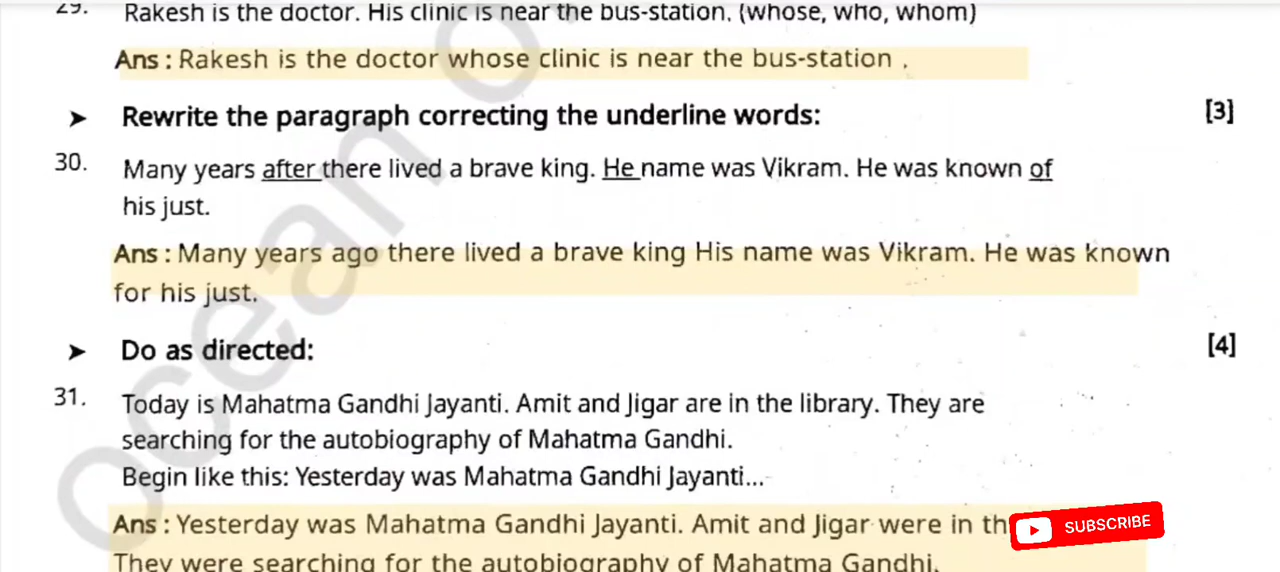 29. Rakesh is the doctor. His clinic is near the bus-station. (whose, who, whom)
Ans : Rakesh is the doctor whose clinic is near the bus-station .
➤ Rewrite the paragraph correcting the underline words: [3]
30. Many years after there lived a brave king. He name was Vikram. He was known of
his just.
Ans : Many years ago there lived a brave king His name was Vikram. He was known
for his just.
➤ Do as directed: [4]
31. Today is Mahatma Gandhi Jayanti. Amit and Jigar are in the library. They are
searching for the autobiography of Mahatma Gandhi.
Begin like this: Yesterday was Mahatma Gandhi Jayanti...
Ans : Yesterday was Mahatma Gandhi Jayanti. Amit and Jigar were in th
SUBSCRIBE
They were searching for the autobiography of Mahatma Gandhi.
ocean o